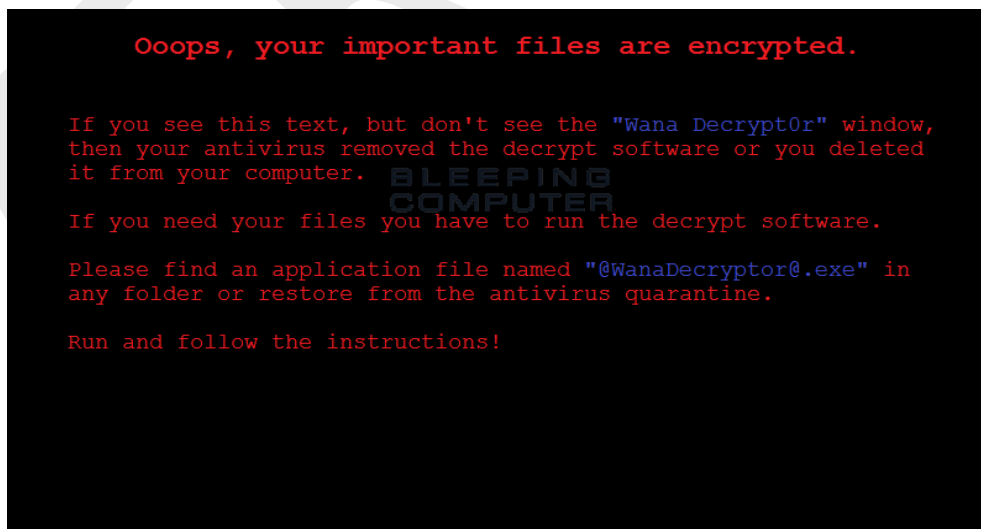 Ooops, your important files are encrypted.
If you see this text, but don't see the "Wana Decrypt0r" window,
then your antivirus removed the decrypt software or you deleted
it from your computer.
BLEEPING
COMPUTER
If you need your files you have to run the decrypt software.
Please find an application file named "@WanaDecryptor@.exe" in
any folder or restore from the antivirus quarantine.
Run and follow the instructions!